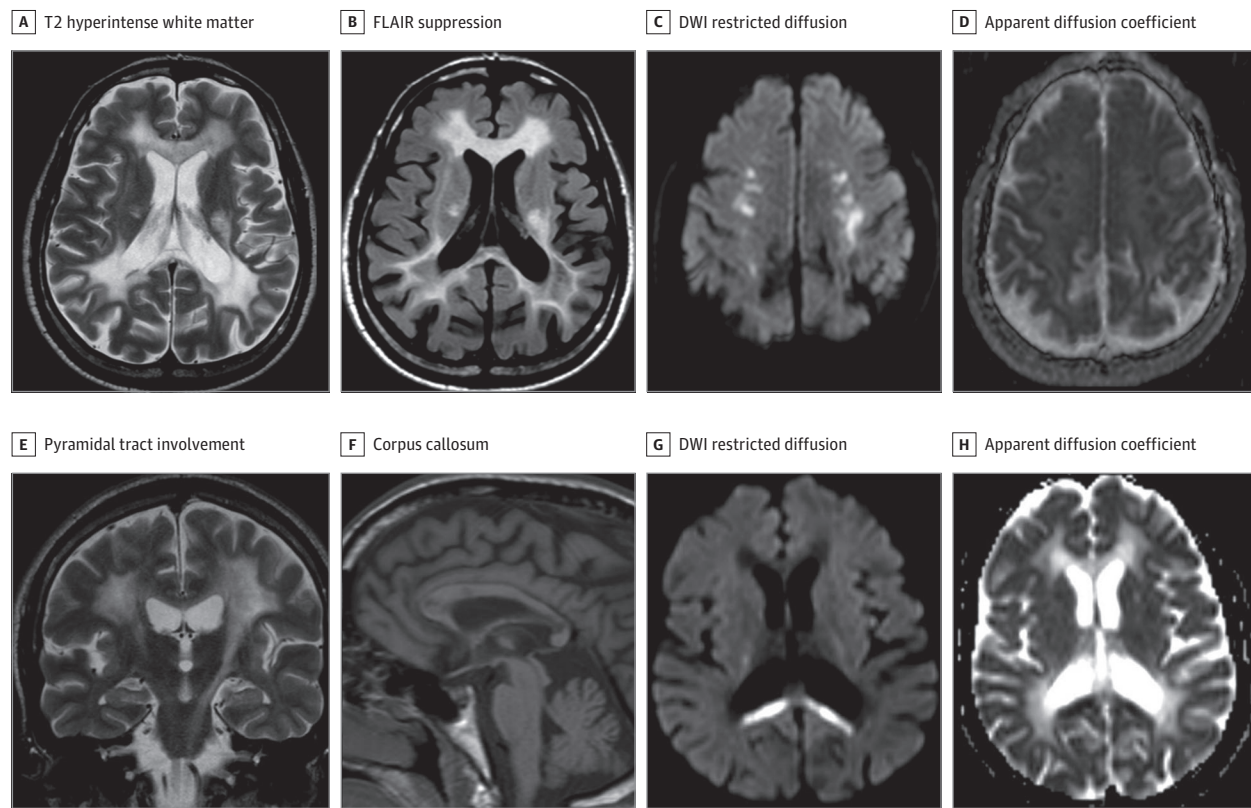 A T2 hyperintense white matter
B FLAIR suppression
C DWI restricted diffusion
D Apparent diffusion coefficient
E Pyramidal tract involvement
F Corpus callosum
G DWI restricted diffusion
H Apparent diffusion coefficient